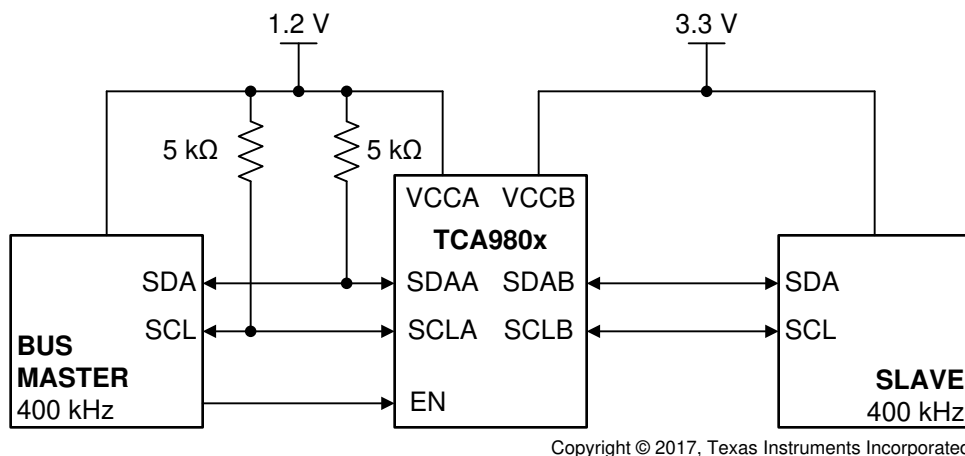 1.2 V
3.3 V
5 kΩ
5 kΩ
VCCA VCCB
TCA980x
SDA
SDAA SDAB
SDA
SCL
SCLA SCLB
SCL
BUS
MASTER
400 kHz
EN
SLAVE
400 kHz
Copyright © 2017, Texas Instruments Incorporated